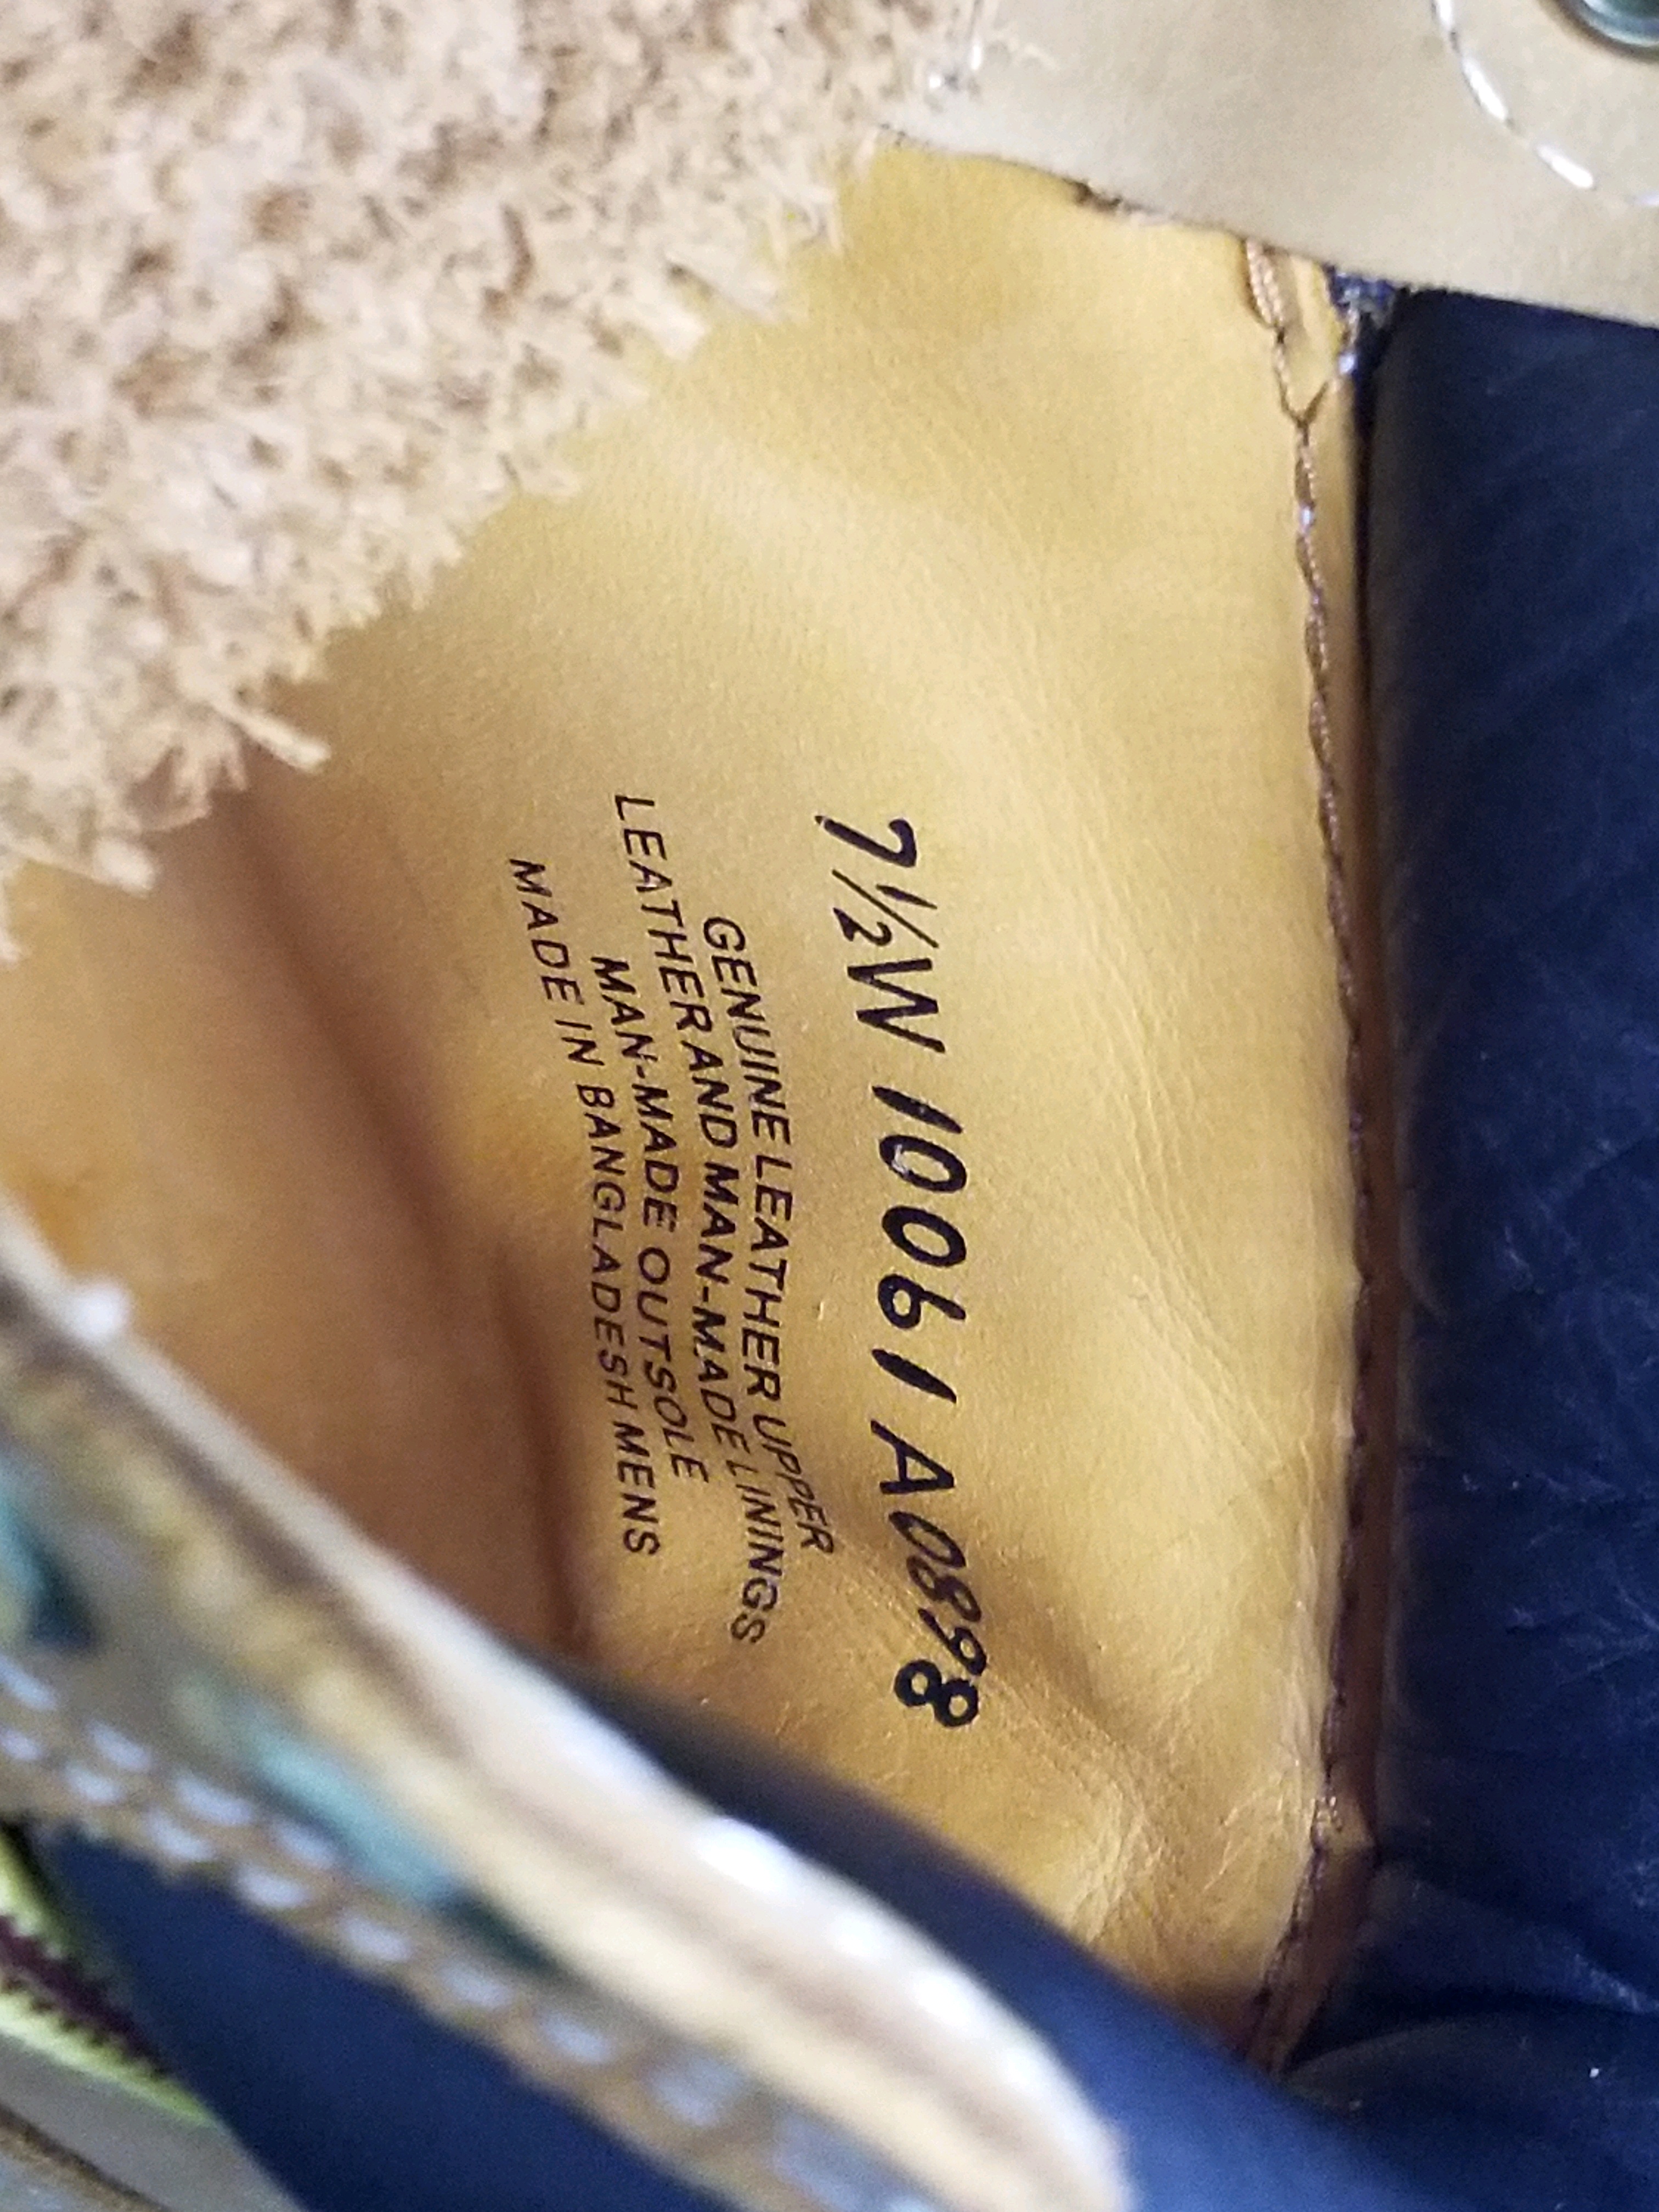 7½W 10061 A0898
GENUINE LEATHER UPPER
LEATHER AND MAN-MADE LININGS
MAN-MADE OUTSOLE
MADE IN BANGLADESH MENS